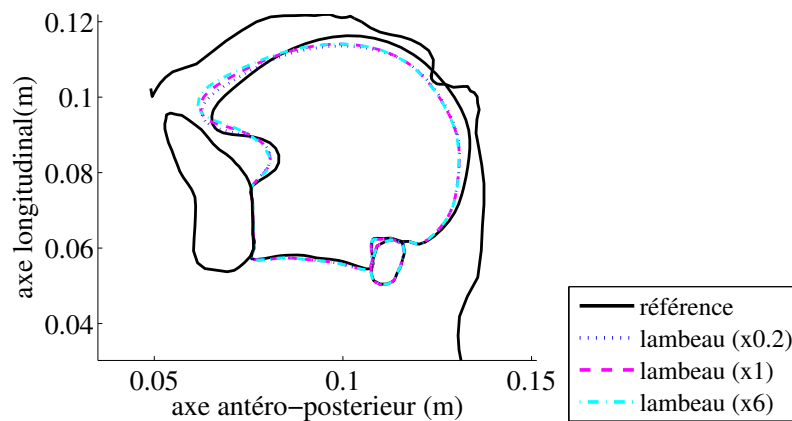 0.12
0.1
0.08
0.06
0.04
axe longitudinal(m)
0.05
0.1
0.15
axe antéro−posterieur (m)
référence
lambeau (x0.2)
lambeau (x1)
lambeau (x6)